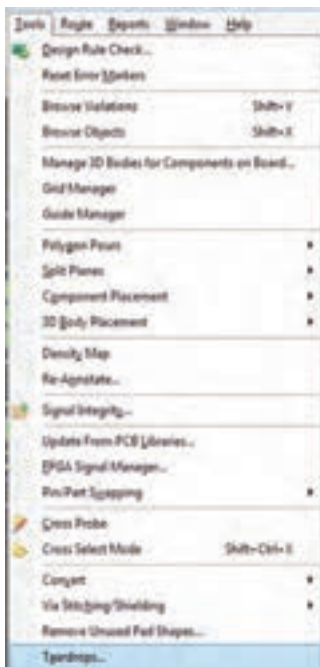 Tools Route Reports Window Help
Design Rule Check...
Reset Error Markers
Browse Violations Shift+V
Browse Objects Shift+X
Manage 3D Bodies for Components on Board...
Grid Manager
Guide Manager
Polygon Pours
Split Planes
Component Placement
3D Body Placement
Density Map
Re-Annotate...
Signal Integrity...
Update From PCB Libraries...
FPGA Signal Manager...
Pin/Part Swapping
Cross Probe
Cross Select Mode Shift+Ctrl+X
Convert
Via Stitching/Shielding
Remove Unused Pad Shapes...
Teardrops...